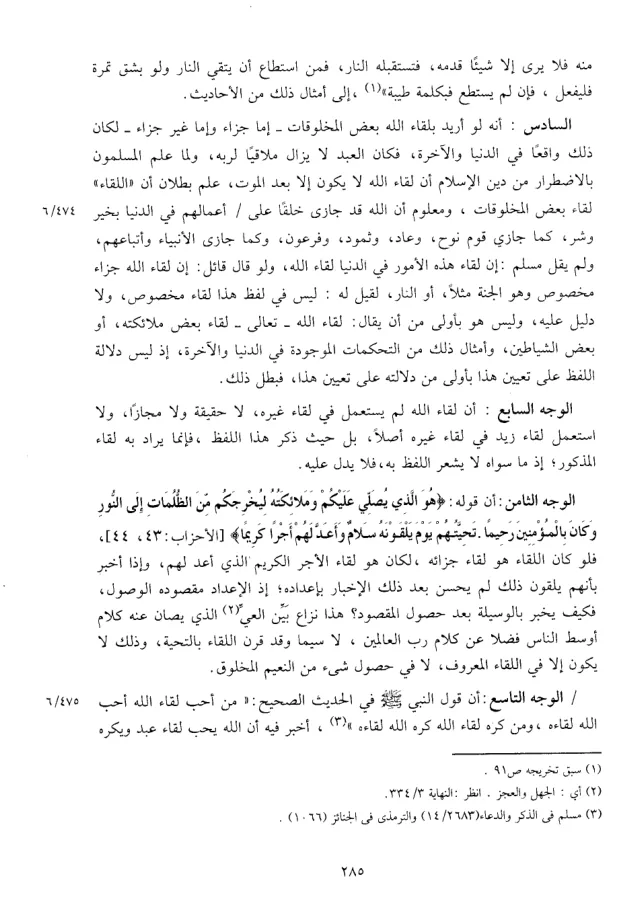 منه فلا يرى إلا شيئًا قدمه، فتستقبله النار، فمن استطاع أن يتقي النار ولو بشق تمرة
فليفعل ، فإن لم يستطع فبكلمة طيبة»(١) ،إلى أمثال ذلك من الأحاديث.
السادس : أنه لو أريد بلقاء الله بعض المخلوقات ـ إما جزاء وإما غير جزاء ـ لكان
ذلك واقعًا في الدنيا والآخرة، فكان العبد لا يزال ملاقيًا لربه، ولما علم المسلمون
بالاضطرار من دين الإسلام أن لقاء الله لا يكون إلا بعد الموت، علم بطلان أن «اللقاء»
لقاء بعض المخلوقات ، ومعلوم أن الله قد جازى خلقًا على / أعمالهم في الدنيا بخير
٦/٤٧٤
وشر، كما جازي قوم نوح، وعاد، وثمود، وفرعون، وكما جازى الأنبياء وأتباعهم،
ولم يقل مسلم :إن لقاء هذه الأمور في الدنيا لقاء الله، ولو قال قائل: إن لقاء الله جزاء
مخصوص وهو الجنة مثلاً، أو النار، لقيل له : ليس في لفظ هذا لقاء مخصوص، ولا
دليل عليه، وليس هو بأولى من أن يقال: لقاء الله ـ تعالى ـ لقاء بعض ملائكته، أو
بعض الشياطين، وأمثال ذلك من التحكمات الموجودة في الدنيا والآخرة، إذ ليس دلالة
اللفظ على تعيين هذا بأولى من دلالته على تعيين هذا، فبطل ذلك.
الوجه السابع : أن لقاء الله لم يستعمل في لقاء غيره، لا حقيقة ولا مجازًا، ولا
استعمل لقاء زيد في لقاء غيره أصلاً، بل حيث ذكر هذا اللفظ ،فإنما يراد به لقاء
المذكور؛ إذ ما سواه لا يشعر اللفظ به،فلا يدل عليه.
الوجه الثامن: أن قوله: ﴿هُوَ الَّذِي يُصَلِّي عَلَيْكُمْ وَمَلائِكَتُهُ لِيُخْرِجَكُم مِّنَ الظُّلُمَاتِ إِلَى النُّورِ
وَكَانَ بِالْمُؤْمِنِينَ رَحِيمًا . تَحِيَّتُهُمْ يَوْمَ يَلْقَوْنَهُ سَلامٌ وَأَعَدَّ لَهُمْ أَجْرًا كَرِيمًا﴾ [الأحزاب: ٤٣، ٤٤]،
فلو كان اللقاء هو لقاء جزائه ،لكان هو لقاء الأجر الكريم الذي أعد لهم، وإذا أخبر
بأنهم يلقون ذلك لم يحسن بعد ذلك الإخبار بإعداده؛ إذ الإعداد مقصوده الوصول،
فكيف يخبر بالوسيلة بعد حصول المقصود؟ هذا نزاع بَيِّن العي(٢) الذي يصان عنه كلام
أوسط الناس فضلا عن كلام رب العالمين ، لا سيما وقد قرن اللقاء بالتحية، وذلك لا
يكون إلا في اللقاء المعروف، لا في حصول شىء من النعيم المخلوق.
/ الوجه التاسع: أن قول النبي ﷺ في الحديث الصحيح:« من أحب لقاء الله أحب
٦/٤٧٥
الله لقاءه ،ومن كره لقاء الله كره الله لقاءه »(٣) ، أخبر فيه أن الله يحب لقاء عبد ويكره
(١) سبق تخريجه ص٩١ .
(٢) أي : الجهل والعجز . انظر :النهاية ٣/ ٣٣٤.
(٣) مسلم فى الذكر والدعاء(١٤/٢٦٨٣) والترمذى فى الجنائز (١٠٦٦) .
٢٨٥